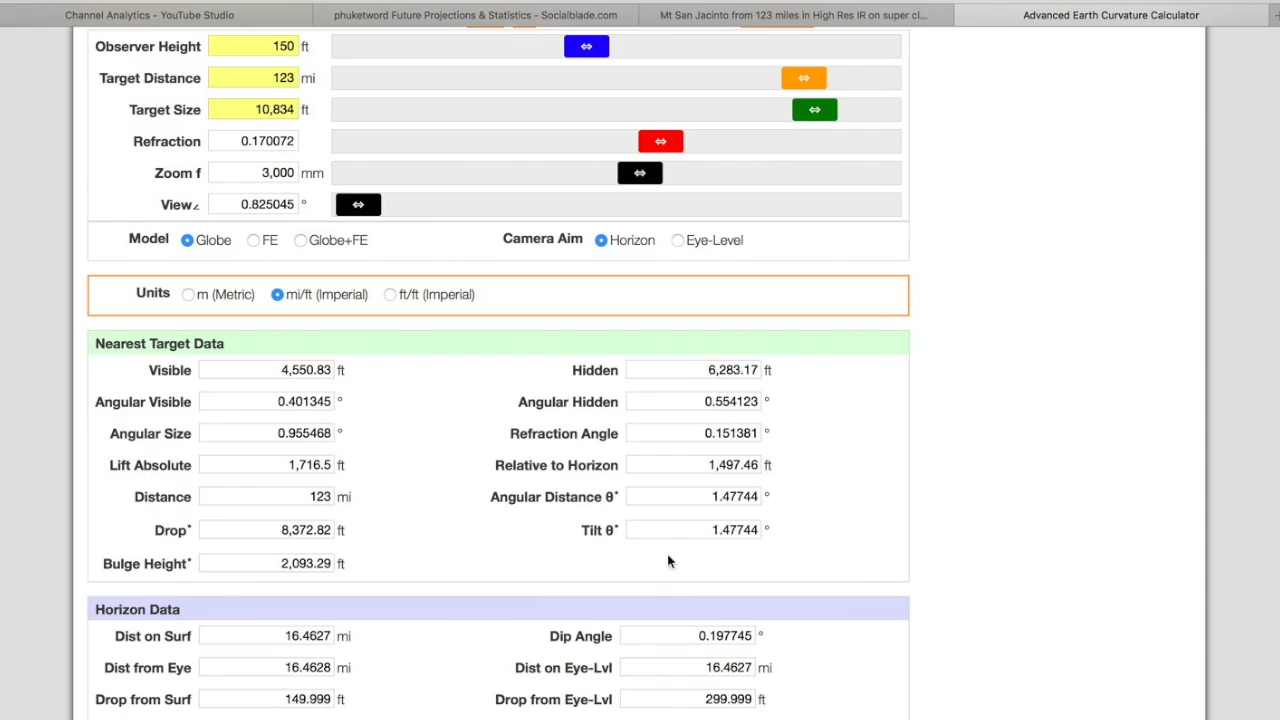 Channel Analytics - YouTube Studio phuketword Future Projections & Statistics - Socialblade.com Mt San Jacinto from 123 miles in High Res IR on super cl... Advanced Earth Curvature Calculator
Observer Height 150 ft
Target Distance 123 mi
Target Size 10,834 ft
Refraction 0.170072
Zoom f 3,000 mm
View∠ 0.825045 °
Model Globe FE Globe+FE Camera Aim Horizon Eye-Level
Units m (Metric) mi/ft (Imperial) ft/ft (Imperial)
Nearest Target Data
Visible 4,550.83 ft Hidden 6,283.17 ft
Angular Visible 0.401345 ° Angular Hidden 0.554123 °
Angular Size 0.955468 ° Refraction Angle 0.151381 °
Lift Absolute 1,716.5 ft Relative to Horizon 1,497.46 ft
Distance 123 mi Angular Distance θ* 1.47744 °
Drop* 8,372.82 ft Tilt θ* 1.47744 °
Bulge Height* 2,093.29 ft
Horizon Data
Dist on Surf 16.4627 mi Dip Angle 0.197745 °
Dist from Eye 16.4628 mi Dist on Eye-Lvl 16.4627 mi
Drop from Surf 149.999 ft Drop from Eye-Lvl 299.999 ft